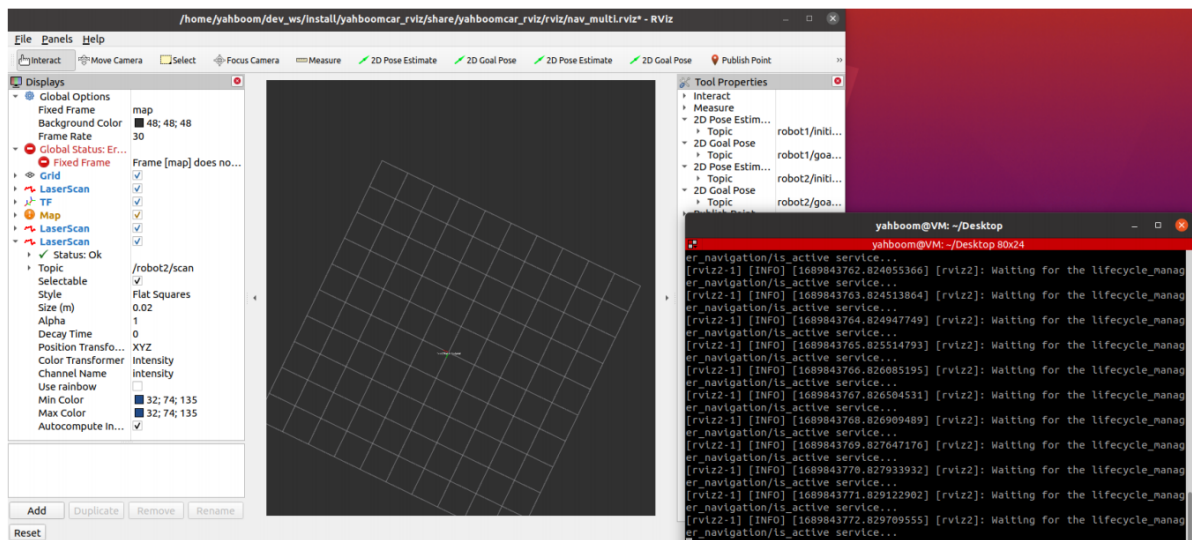 /home/yahboom/dev_ws/install/yahboomcar_rviz/share/yahboomcar_rviz/rviz/nav_multi.rviz* - RViz
File Panels Help
Interact Move Camera Select Focus Camera Measure 2D Pose Estimate 2D Goal Pose 2D Pose Estimate 2D Goal Pose Publish Point »
Displays
Global Options
Fixed Frame map
Background Color 48; 48; 48
Frame Rate 30
Global Status: Er...
Fixed Frame Frame [map] does no...
Grid
LaserScan
TF
Map
LaserScan
LaserScan
Status: Ok
Topic /robot2/scan
Selectable
Style Flat Squares
Size (m) 0.02
Alpha 1
Decay Time 0
Position Transfo... XYZ
Color Transformer Intensity
Channel Name intensity
Use rainbow
Min Color 32; 74; 135
Max Color 32; 74; 135
Autocompute In...
Add Duplicate Remove Rename
Reset
Tool Properties
Interact
Measure
2D Pose Estim...
Topic robot1/initi...
2D Goal Pose
Topic robot1/goa...
2D Pose Estim...
Topic robot2/initi...
2D Goal Pose
Topic robot2/goa...
Publish Point
yahboom@VM: ~/Desktop
yahboom@VM: ~/Desktop 80x24
er_navigation/is_active service...
[rviz2-1] [INFO] [1689843762.824055366] [rviz2]: Waiting for the lifecycle_manag
er_navigation/is_active service...
[rviz2-1] [INFO] [1689843763.824513864] [rviz2]: Waiting for the lifecycle_manag
er_navigation/is_active service...
[rviz2-1] [INFO] [1689843764.824947749] [rviz2]: Waiting for the lifecycle_manag
er_navigation/is_active service...
[rviz2-1] [INFO] [1689843765.825514793] [rviz2]: Waiting for the lifecycle_manag
er_navigation/is_active service...
[rviz2-1] [INFO] [1689843766.826085195] [rviz2]: Waiting for the lifecycle_manag
er_navigation/is_active service...
[rviz2-1] [INFO] [1689843767.826504531] [rviz2]: Waiting for the lifecycle_manag
er_navigation/is_active service...
[rviz2-1] [INFO] [1689843768.826909489] [rviz2]: Waiting for the lifecycle_manag
er_navigation/is_active service...
[rviz2-1] [INFO] [1689843769.827647176] [rviz2]: Waiting for the lifecycle_manag
er_navigation/is_active service...
[rviz2-1] [INFO] [1689843770.827933932] [rviz2]: Waiting for the lifecycle_manag
er_navigation/is_active service...
[rviz2-1] [INFO] [1689843771.829122902] [rviz2]: Waiting for the lifecycle_manag
er_navigation/is_active service...
[rviz2-1] [INFO] [1689843772.829709555] [rviz2]: Waiting for the lifecycle_manag
er_navigation/is_active service...